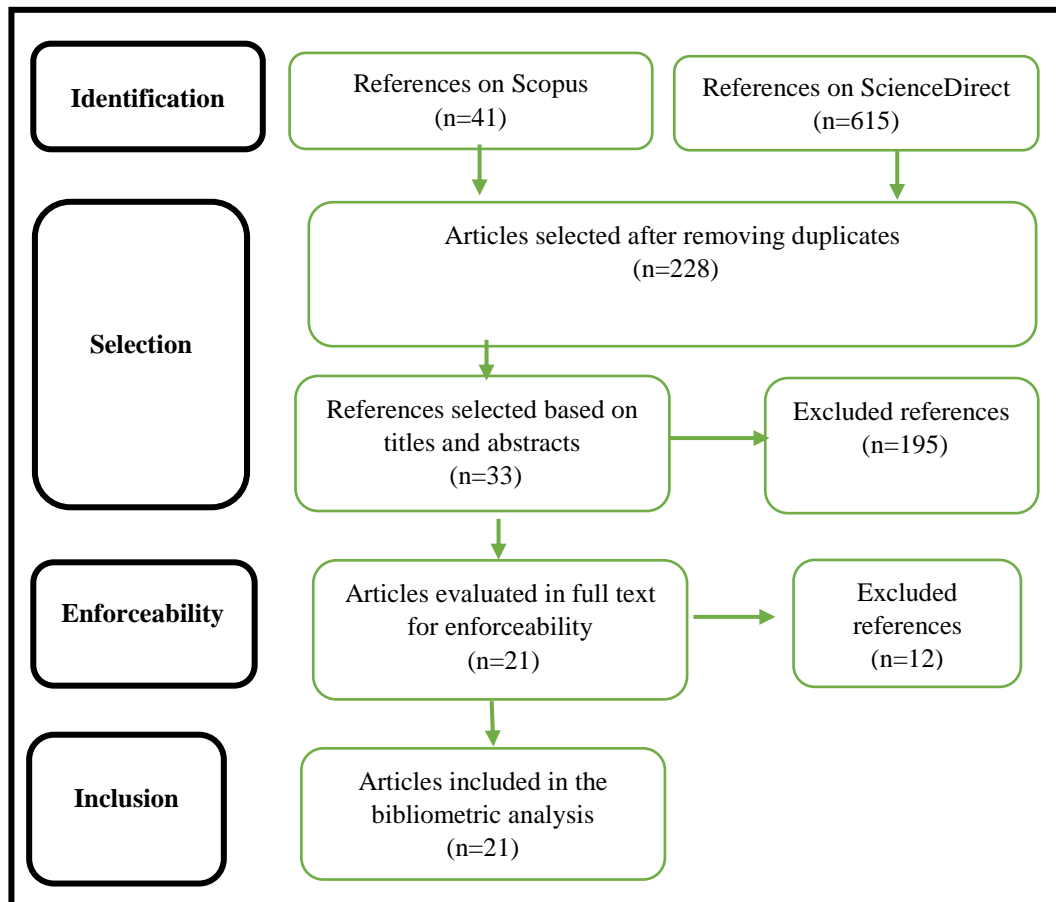 Identification
References on Scopus
(n=41)
References on ScienceDirect
(n=615)
Selection
Articles selected after removing duplicates
(n=228)
References selected based on
titles and abstracts
(n=33)
Excluded references
(n=195)
Enforceability
Articles evaluated in full text
for enforceability
(n=21)
Excluded
references
(n=12)
Inclusion
Articles included in the
bibliometric analysis
(n=21)